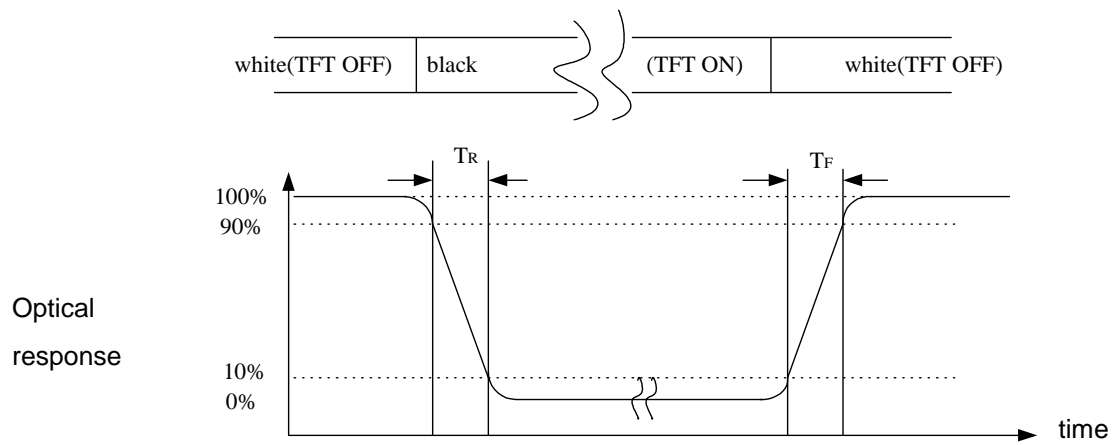 white(TFT OFF) black (TFT ON) white(TFT OFF)
TR TF
100%
90%
Optical
response
10%
0%
time